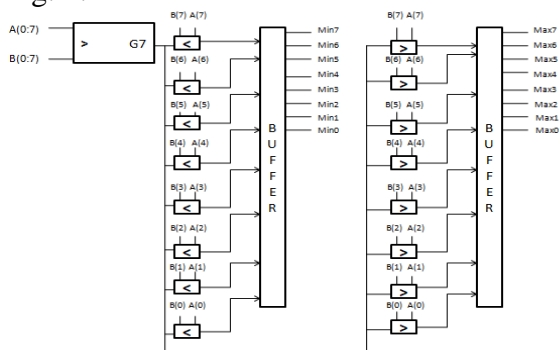 A(0:7)
B(0:7)
>
G7
B(7) A(7)
<
B(6) A(6)
<
B(5) A(5)
<
B(4) A(4)
<
B(3) A(3)
<
B(2) A(2)
<
B(1) A(1)
<
B(0) A(0)
<
BUFFER
Min7
Min6
Min5
Min4
Min3
Min2
Min1
Min0
B(7) A(7)
>
B(6) A(6)
>
B(5) A(5)
>
B(4) A(4)
>
B(3) A(3)
>
B(2) A(2)
>
B(1) A(1)
>
B(0) A(0)
>
BUFFER
Max7
Max6
Max5
Max4
Max3
Max2
Max1
Max0